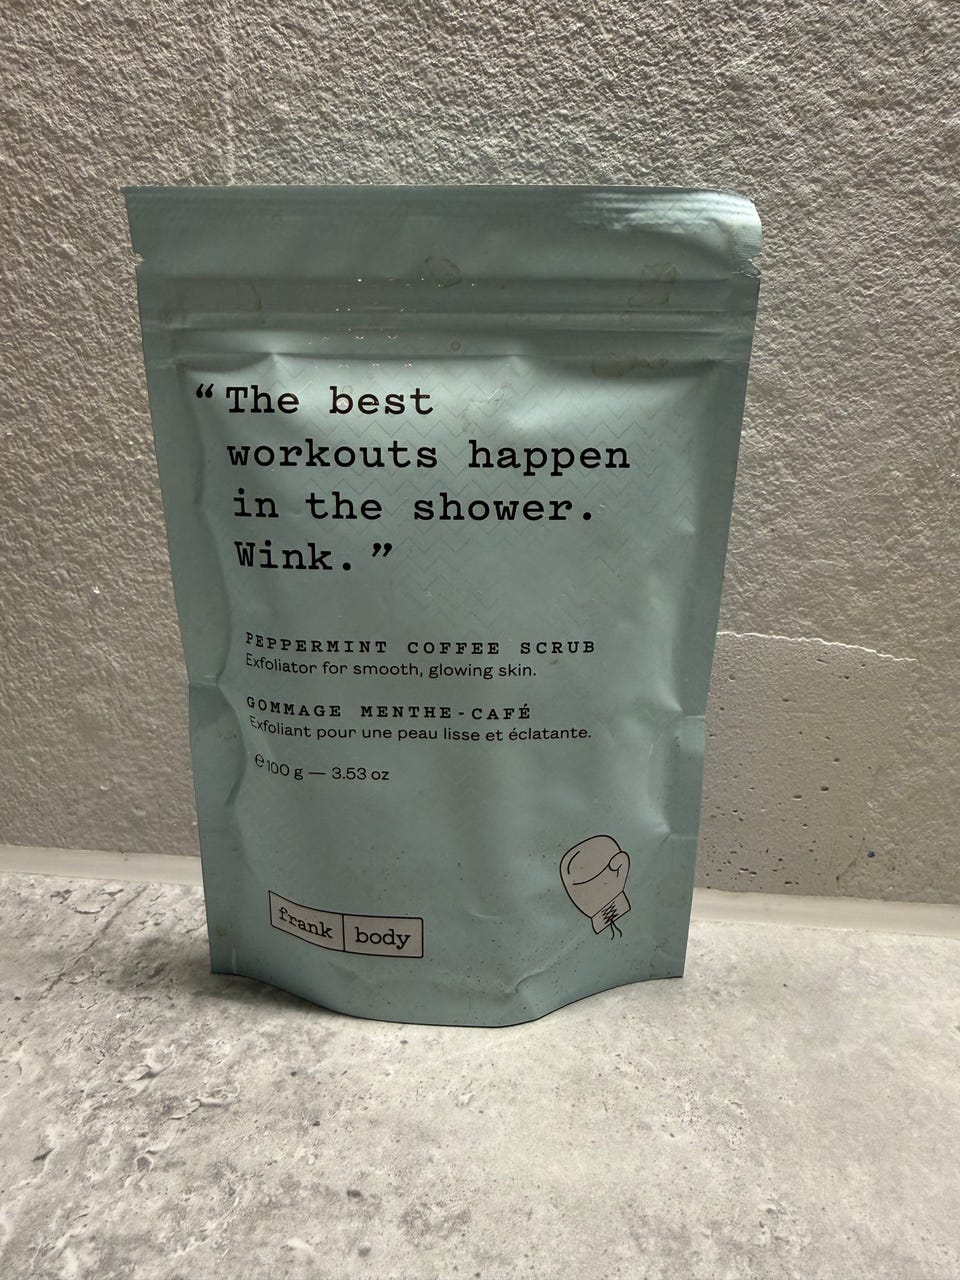 “The best
workouts happen
in the shower.
Wink.”
PEPPERMINT COFFEE SCRUB
Exfoliator for smooth, glowing skin.
GOMMAGE MENTHE-CAFÉ
Exfoliant pour une peau lisse et éclatante.
℮ 100 g — 3.53 oz
frank body